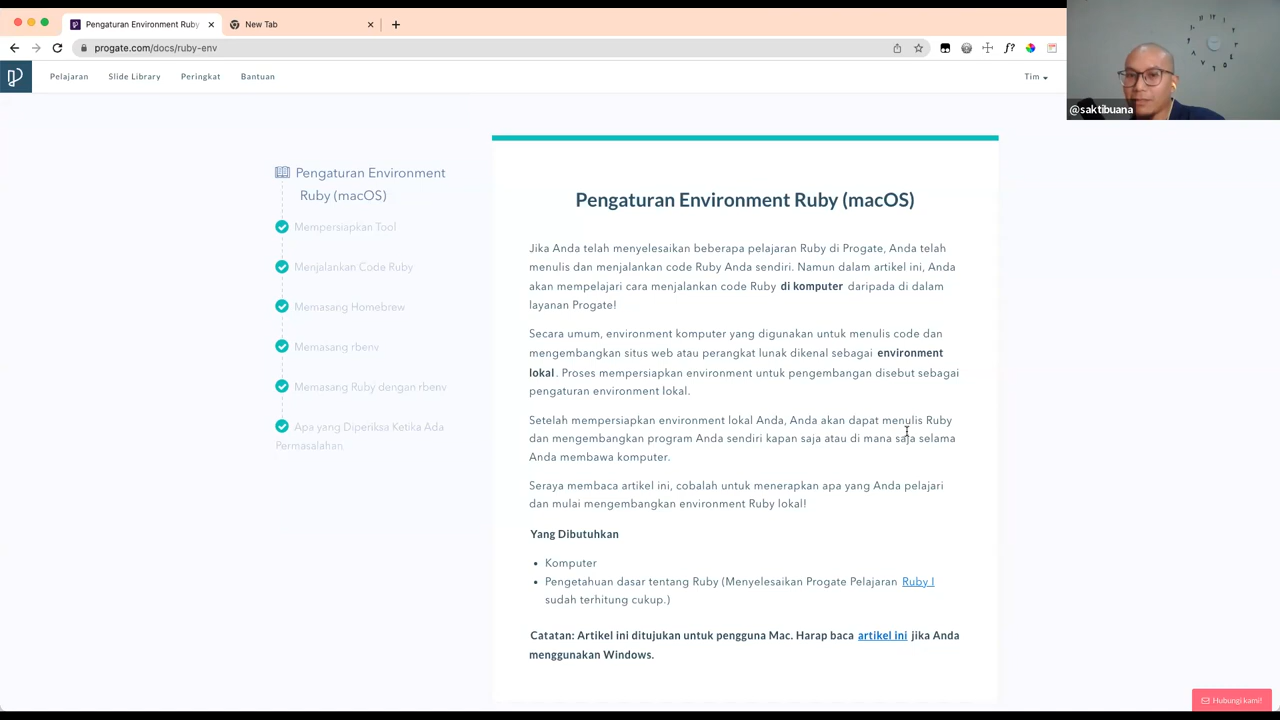 Pengaturan Environment Ruby
New Tab
progate.com/docs/ruby-env
Pelajaran
Slide Library
Peringkat
Bantuan
Tim
@saktibuana
Pengaturan Environment
Ruby (macOS)
Mempersiapkan Tool
Menjalankan Code Ruby
Memasang Homebrew
Memasang rbenv
Memasang Ruby dengan rbenv
Apa yang Diperiksa Ketika Ada
Permasalahan
Pengaturan Environment Ruby (macOS)
Jika Anda telah menyelesaikan beberapa pelajaran Ruby di Progate, Anda telah
menulis dan menjalankan code Ruby Anda sendiri. Namun dalam artikel ini, Anda
akan mempelajari cara menjalankan code Ruby di komputer daripada di dalam
layanan Progate!
Secara umum, environment komputer yang digunakan untuk menulis code dan
mengembangkan situs web atau perangkat lunak dikenal sebagai environment
lokal. Proses mempersiapkan environment untuk pengembangan disebut sebagai
pengaturan environment lokal.
Setelah mempersiapkan environment lokal Anda, Anda akan dapat menulis Ruby
dan mengembangkan program Anda sendiri kapan saja atau di mana saja selama
Anda membawa komputer.
Seraya membaca artikel ini, cobalah untuk menerapkan apa yang Anda pelajari
dan mulai mengembangkan environment Ruby lokal!
Yang Dibutuhkan
• Komputer
• Pengetahuan dasar tentang Ruby (Menyelesaikan Progate Pelajaran Ruby I
sudah terhitung cukup.)
Catatan: Artikel ini ditujukan untuk pengguna Mac. Harap baca artikel ini jika Anda
menggunakan Windows.
Hubungi kami!